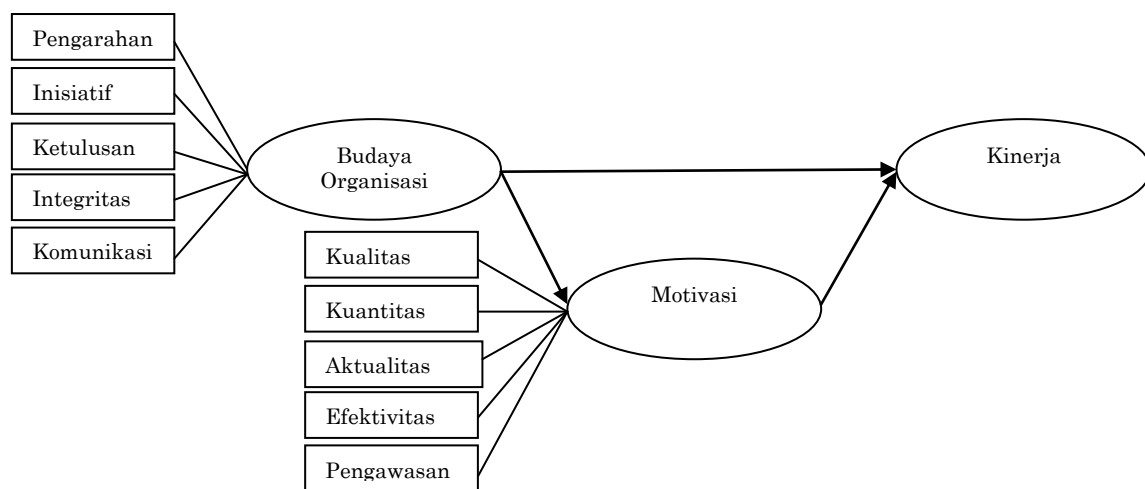 Pengarahan
Inisiatif
Ketulusan
Integritas
Komunikasi
Budaya
Organisasi
Kinerja
Kualitas
Kuantitas
Aktualitas
Efektivitas
Pengawasan
Motivasi